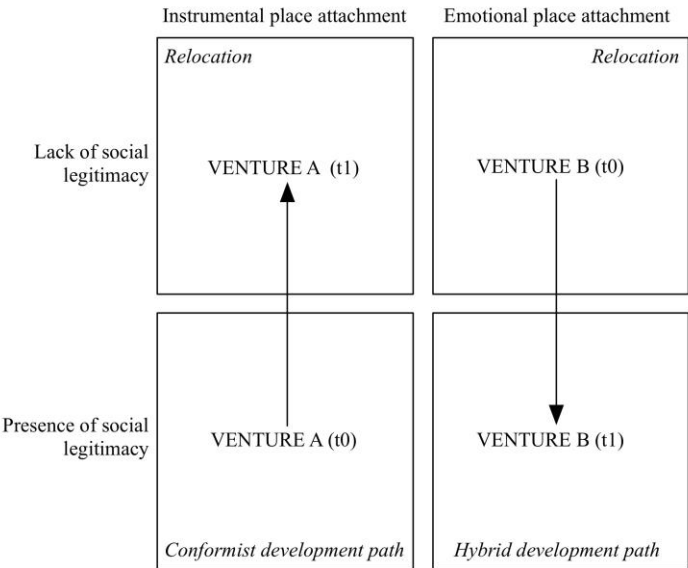 Instrumental place attachment
Emotional place attachment
Relocation
Relocation
Lack of social
legitimacy
VENTURE A (t1)
VENTURE B (t0)
Presence of social
legitimacy
VENTURE A (t0)
VENTURE B (t1)
Conformist development path
Hybrid development path